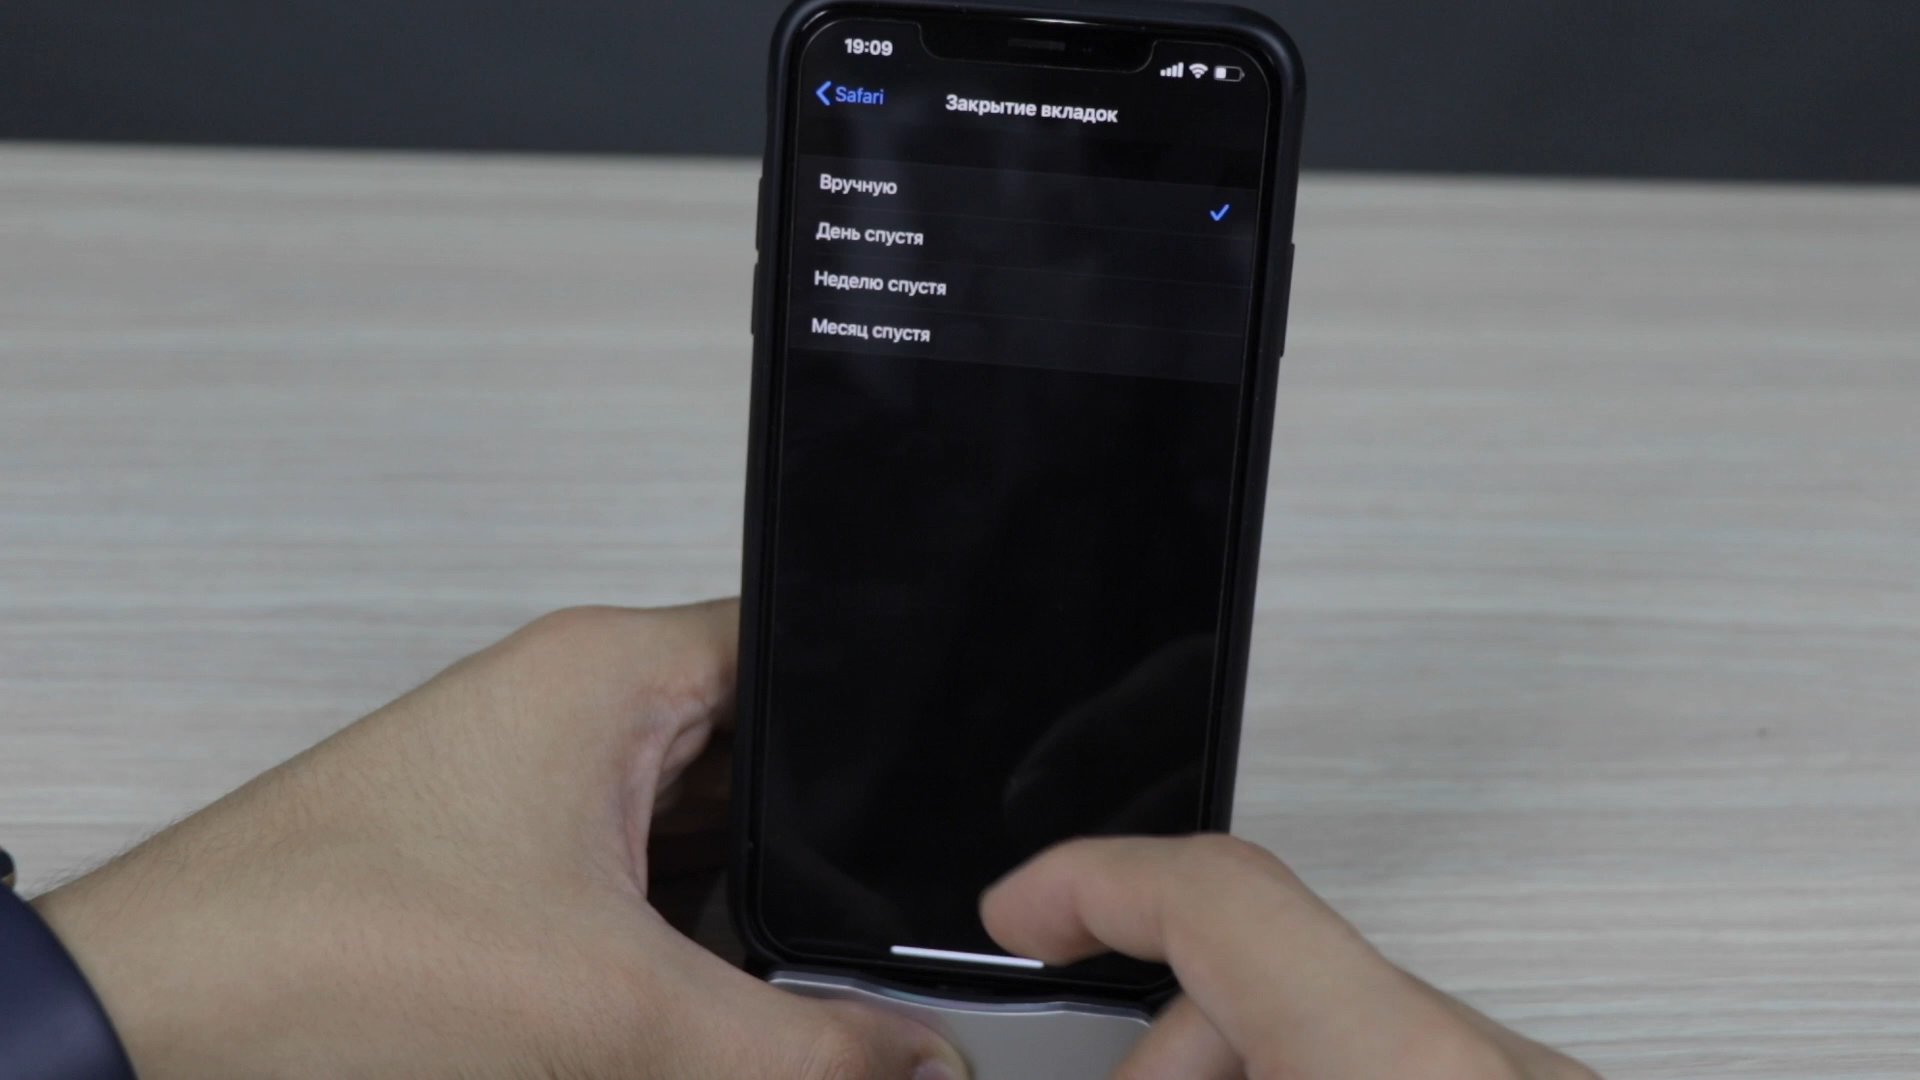 19:09
Safari
Закрытие вкладок
Вручную
День спустя
Неделю спустя
Месяц спустя